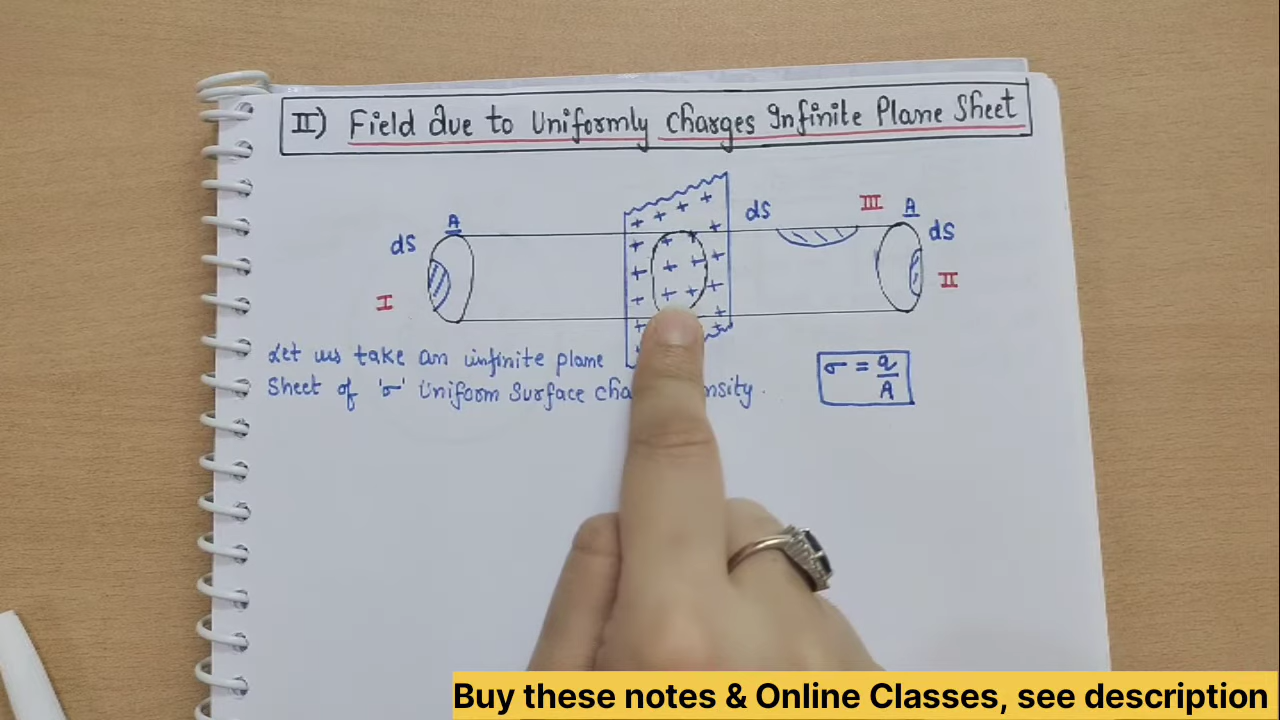 II) Field due to Uniformly Charges Infinite Plane Sheet
A
ds
I
ds
III
A
ds
II
Let us take an infinite plane
Sheet of 'σ' Uniform Surface
σ = q/A
Buy these notes & Online Classes, see description